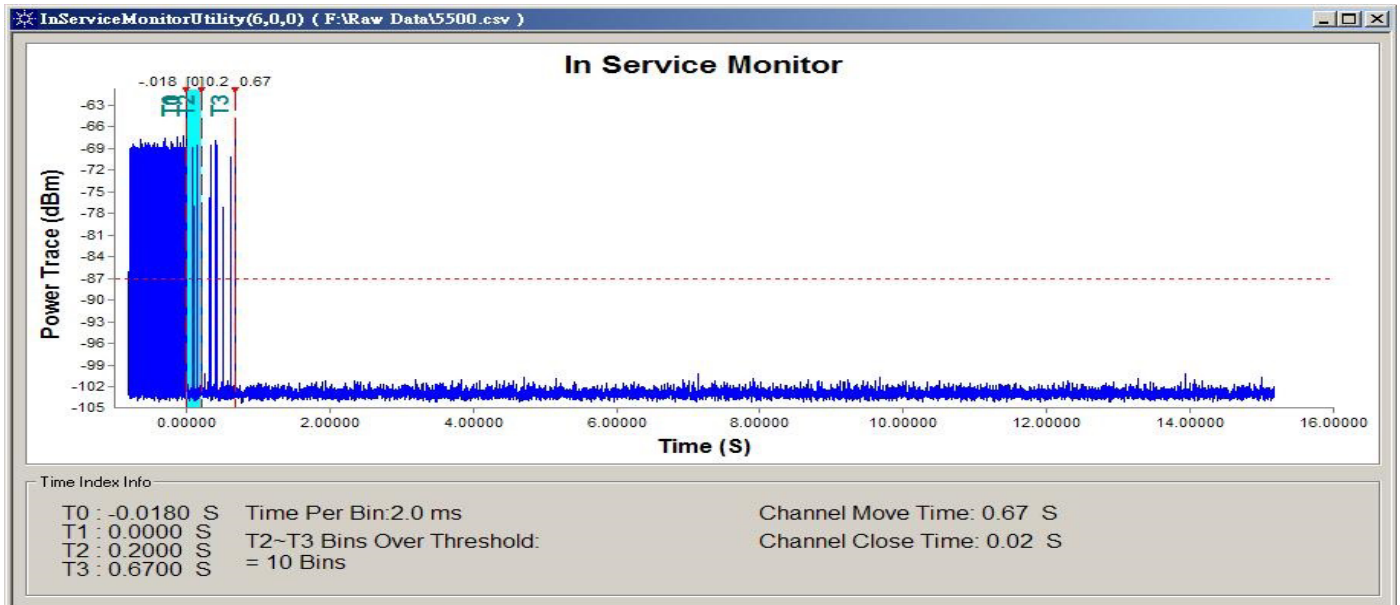 InServiceMonitorUtility(6,0,0) ( F:\Raw Data\5500.csv )
In Service Monitor
-.018 [0]0.2 0.67
T0 T2 T3
Power Trace (dBm)
-63
-66
-69
-72
-75
-78
-81
-84
-87
-90
-93
-96
-99
-102
-105
0.00000 2.00000 4.00000 6.00000 8.00000 10.00000 12.00000 14.00000 16.00000
Time (S)
Time Index Info
T0 : -0.0180 S
T1 : 0.0000 S
T2 : 0.2000 S
T3 : 0.6700 S
Time Per Bin:2.0 ms
T2~T3 Bins Over Threshold:
= 10 Bins
Channel Move Time: 0.67 S
Channel Close Time: 0.02 S